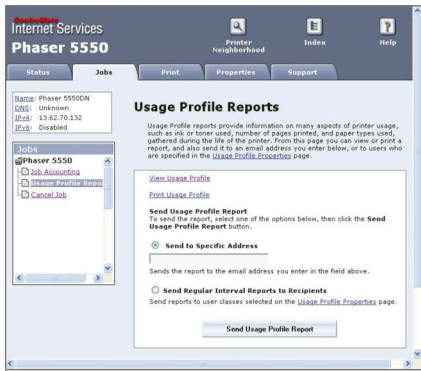 CentreWare
Internet Services
Phaser 5550
Printer
Neighborhood
Index
Help
Status
Jobs
Print
Properties
Support
Name: Phaser 5550DN
DNS: Unknown
IPv4: 13.62.70.132
IPv6: Disabled
Jobs
Phaser 5550
Job Accounting
Usage Profile Repor
Cancel Job
Usage Profile Reports
Usage Profile reports provide information on many aspects of printer usage,
such as ink or toner used, number of pages printed, and paper types used,
gathered during the life of the printer. From this page you can view or print a
report, and also send it to an email address you enter below, or to users who
are specified in the Usage Profile Properties page.
View Usage Profile
Print Usage Profile
Send Usage Profile Report
To send the report, select one of the options below, then click the Send
Usage Profile Report button.
Send to Specific Address
Sends the report to the email address you enter in the field above.
Send Regular Interval Reports to Recipients
Send reports to user classes selected on the Usage Profile Properties page.
Send Usage Profile Report